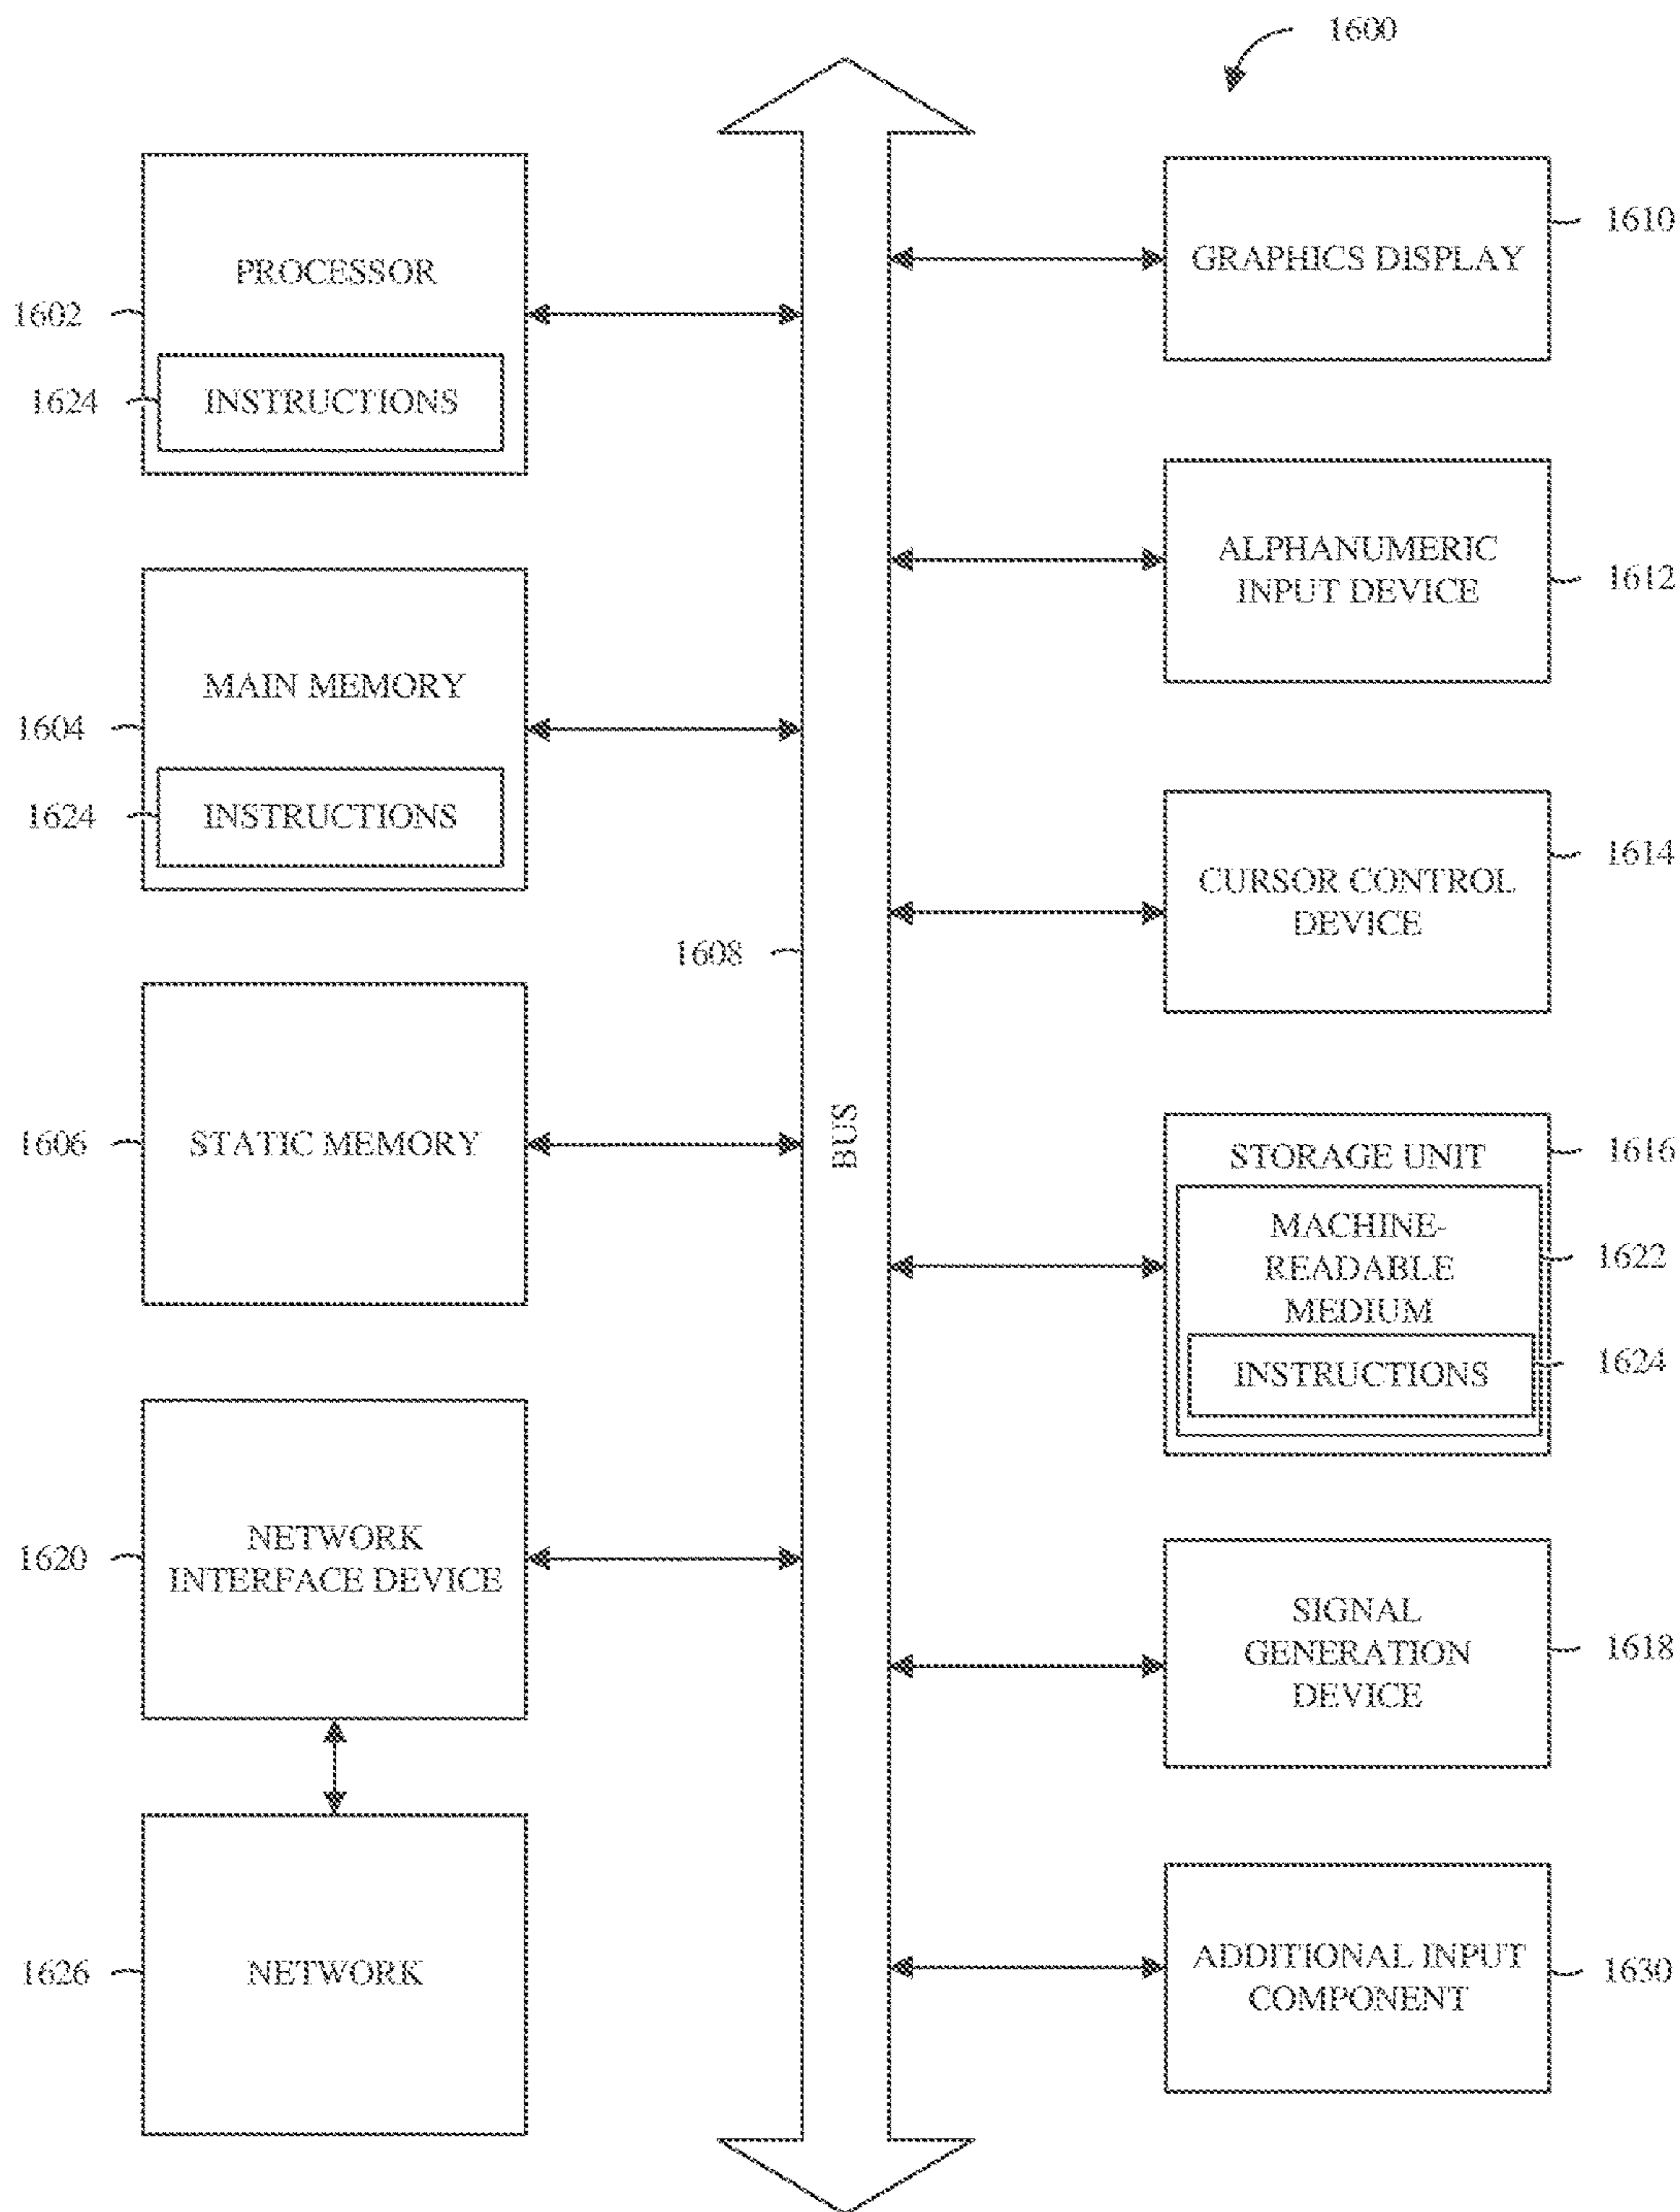 1600
PROCESSOR
1602
1624
INSTRUCTIONS
MAIN MEMORY
1604
1624
INSTRUCTIONS
1608
STATIC MEMORY
1606
BUS
NETWORK
INTERFACE DEVICE
1620
NETWORK
1626
GRAPHICS DISPLAY
1610
ALPHANUMERIC
INPUT DEVICE
1612
CURSOR CONTROL
DEVICE
1614
STORAGE UNIT
1616
MACHINE-
READABLE
MEDIUM
1622
INSTRUCTIONS
1624
SIGNAL
GENERATION
DEVICE
1618
ADDITIONAL INPUT
COMPONENT
1630